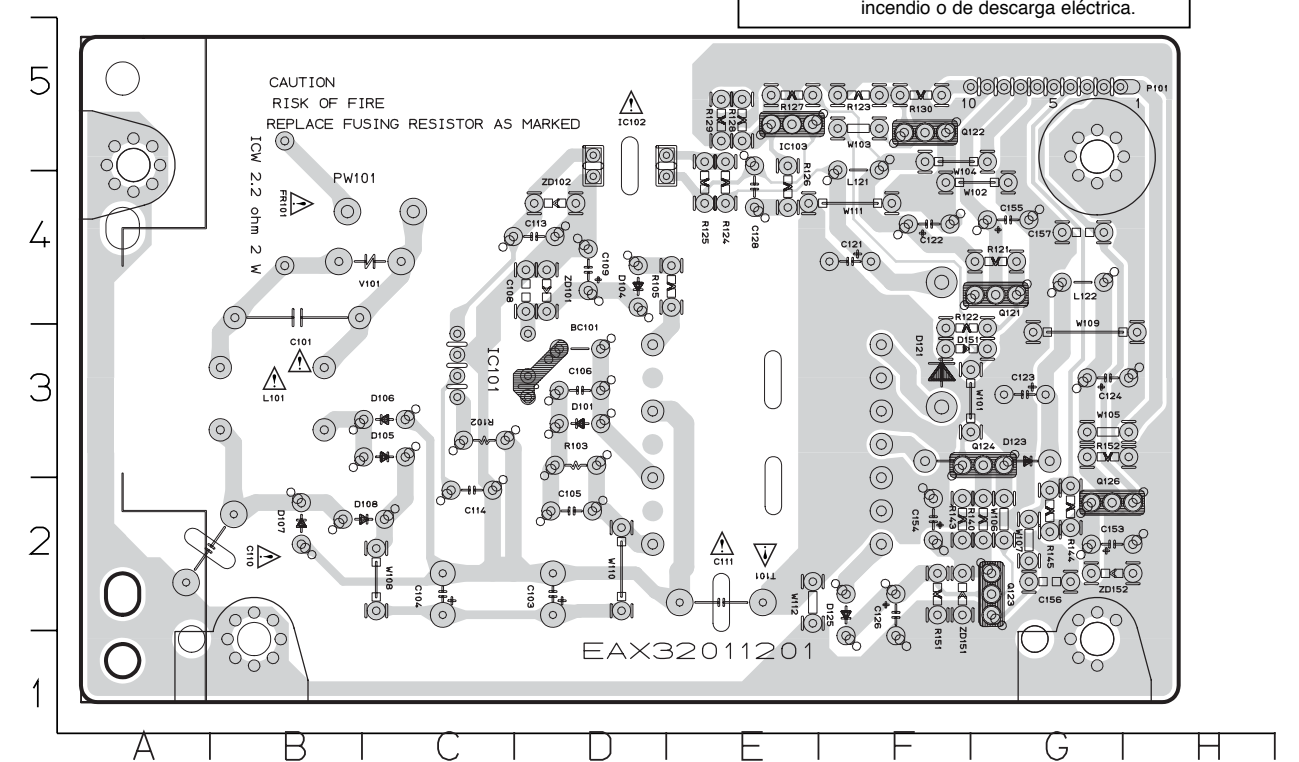 incendio o de descarga eléctrica.
5
CAUTION
RISK OF FIRE
REPLACE FUSING RESISTOR AS MARKED
IC102
R129
R128
R127
R123
R130
10
5
1
P101
IC103
W103
Q122
ICW 2.2 ohm 2 W
PW101
FR101
ZD102
R126
L121
W104
W102
4
C113
R125
R124
C128
W111
C122
C155
C157
C121
R121
V101
C108
ZD101
C109
D104
R105
L122
Q121
C101
BC101
IC101
R122
D151
D121
W109
3
L101
C106
D106
D101
R102
D105
R103
W101
C123
C124
W105
R152
Q124
D123
C105
C114
D107
D108
C154
R143
R140
W106
W107
R145
R144
Q126
C153
2
C110
C111
T101
W108
C104
C103
W110
W112
D125
C126
R151
ZD151
Q123
C156
ZD152
EAX32011201
1
A B C D E F G H